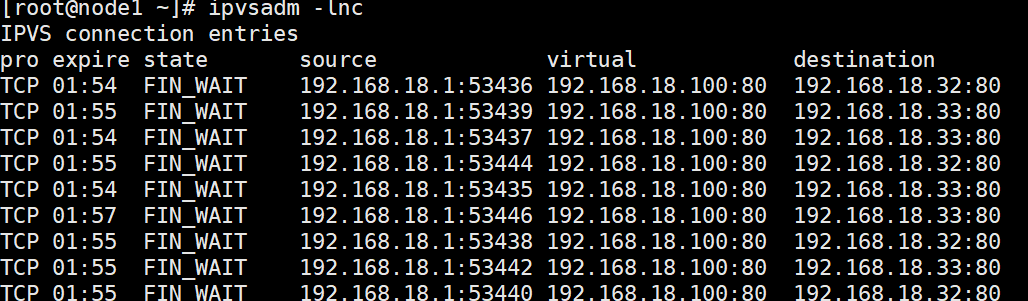 [root@node1 ~]# ipvsadm -lnc
IPVS connection entries
pro expire state       source             virtual            destination
TCP 01:54  FIN_WAIT    192.168.18.1:53436 192.168.18.100:80  192.168.18.32:80
TCP 01:55  FIN_WAIT    192.168.18.1:53439 192.168.18.100:80  192.168.18.33:80
TCP 01:54  FIN_WAIT    192.168.18.1:53437 192.168.18.100:80  192.168.18.33:80
TCP 01:55  FIN_WAIT    192.168.18.1:53444 192.168.18.100:80  192.168.18.32:80
TCP 01:54  FIN_WAIT    192.168.18.1:53435 192.168.18.100:80  192.168.18.33:80
TCP 01:57  FIN_WAIT    192.168.18.1:53446 192.168.18.100:80  192.168.18.33:80
TCP 01:55  FIN_WAIT    192.168.18.1:53438 192.168.18.100:80  192.168.18.32:80
TCP 01:55  FIN_WAIT    192.168.18.1:53442 192.168.18.100:80  192.168.18.33:80
TCP 01:55  FIN_WAIT    192.168.18.1:53440 192.168.18.100:80  192.168.18.32:80